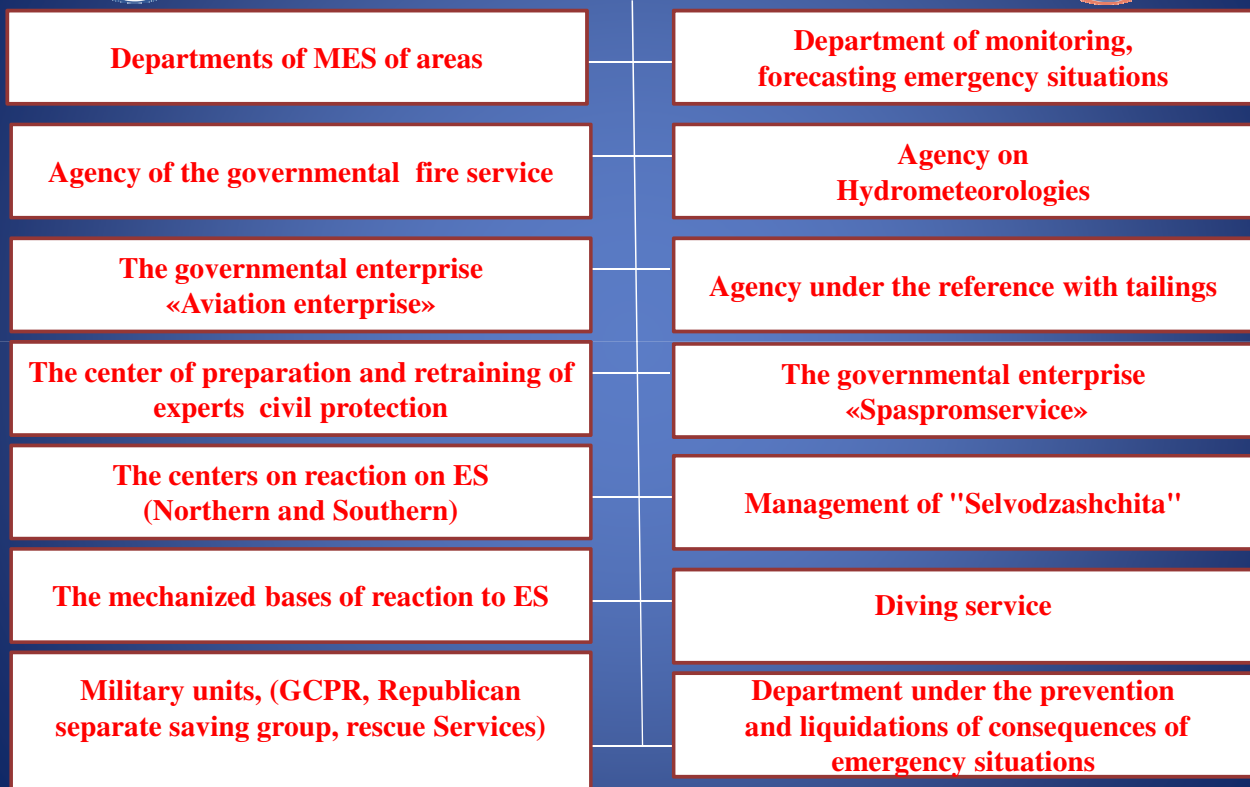 Departments of MES of areas
Agency of the governmental fire service
The governmental enterprise
«Aviation enterprise»
The center of preparation and retraining of
experts civil protection
The centers on reaction on ES
(Northern and Southern)
The mechanized bases of reaction to ES
Military units, (GCPR, Republican
separate saving group, rescue Services)
Department of monitoring,
forecasting emergency situations
Agency on
Hydrometeorologies
Agency under the reference with tailings
The governmental enterprise
«Spaspromservice»
Management of "Selvodzashchita"
Diving service
Department under the prevention
and liquidations of consequences of
emergency situations